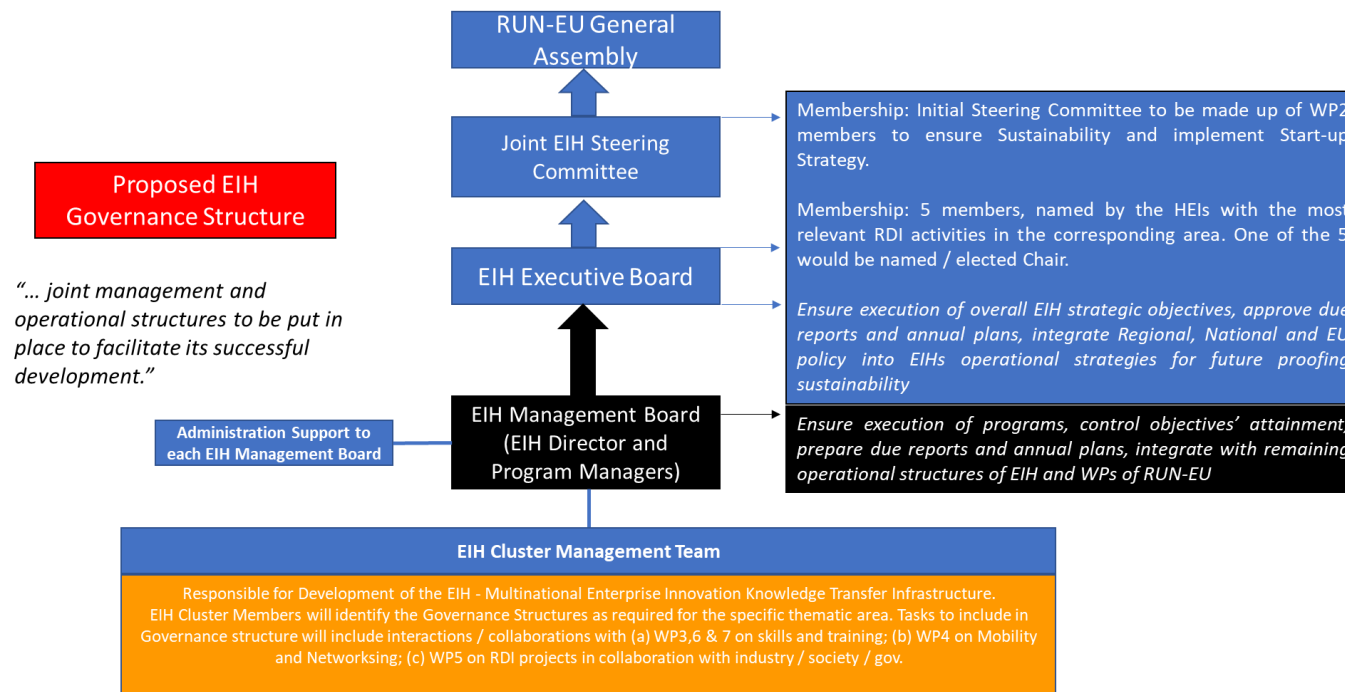 RUN-EU General
Assembly
Joint EIH Steering
Committee
Proposed EIH
Governance Structure
EIH Executive Board
“… joint management and
operational structures to be put in
place to facilitate its successful
development.”
Membership: Initial Steering Committee to be made up of WP2
members to ensure Sustainability and implement Start-up
Strategy.
Membership: 5 members, named by the HEIs with the most
relevant RDI activities in the corresponding area. One of the 5
would be named / elected Chair.
Ensure execution of overall EIH strategic objectives, approve due
reports and annual plans, integrate Regional, National and EU
policy into EIHs operational strategies for future proofing
sustainability
Administration Support to
each EIH Management Board
EIH Management Board
(EIH Director and
Program Managers)
Ensure execution of programs, control objectives’ attainment,
prepare due reports and annual plans, integrate with remaining
operational structures of EIH and WPs of RUN-EU
EIH Cluster Management Team
Responsible for Development of the EIH - Multinational Enterprise Innovation Knowledge Transfer Infrastructure.
EIH Cluster Members will identify the Governance Structures as required for the specific thematic area. Tasks to include in
Governance structure will include interactions / collaborations with (a) WP3,6 & 7 on skills and training; (b) WP4 on Mobility
and Networksing; (c) WP5 on RDI projects in collaboration with industry / society / gov.